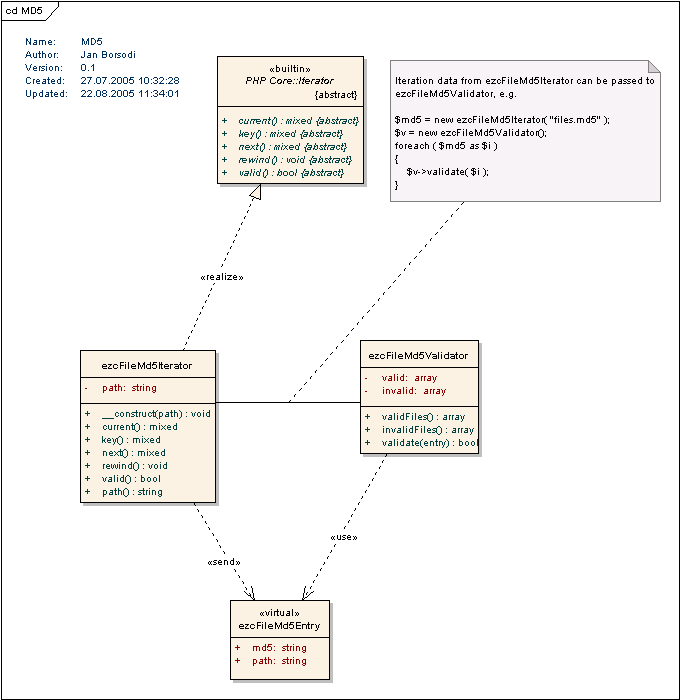 cd MD5
Name: MD5
Author: Jan Borsodi
Version: 0.1
Created: 27.07.2005 10:32:28
Updated: 22.08.2005 11:34:01
«builtin»
PHP Core::Iterator
{abstract}
+ current() : mixed {abstract}
+ key() : mixed {abstract}
+ next() : mixed {abstract}
+ rewind() : void {abstract}
+ valid() : bool {abstract}
Iteration data from ezcFileMd5Iterator can be passed to
ezcFileMd5Validator, e.g.
$md5 = new ezcFileMd5Iterator( "files.md5" );
$v = new ezcFileMd5Validator();
foreach ( $md5 as $i )
{
$v->validate( $i );
}
«realize»
ezcFileMd5Iterator
- path: string
+ __construct(path) : void
+ current() : mixed
+ key() : mixed
+ next() : mixed
+ rewind() : void
+ valid() : bool
+ path() : string
ezcFileMd5Validator
- valid: array
- invalid: array
+ validFiles() : array
+ invalidFiles() : array
+ validate(entry) : bool
«send»
«use»
«virtual»
ezcFileMd5Entry
+ md5: string
+ path: string